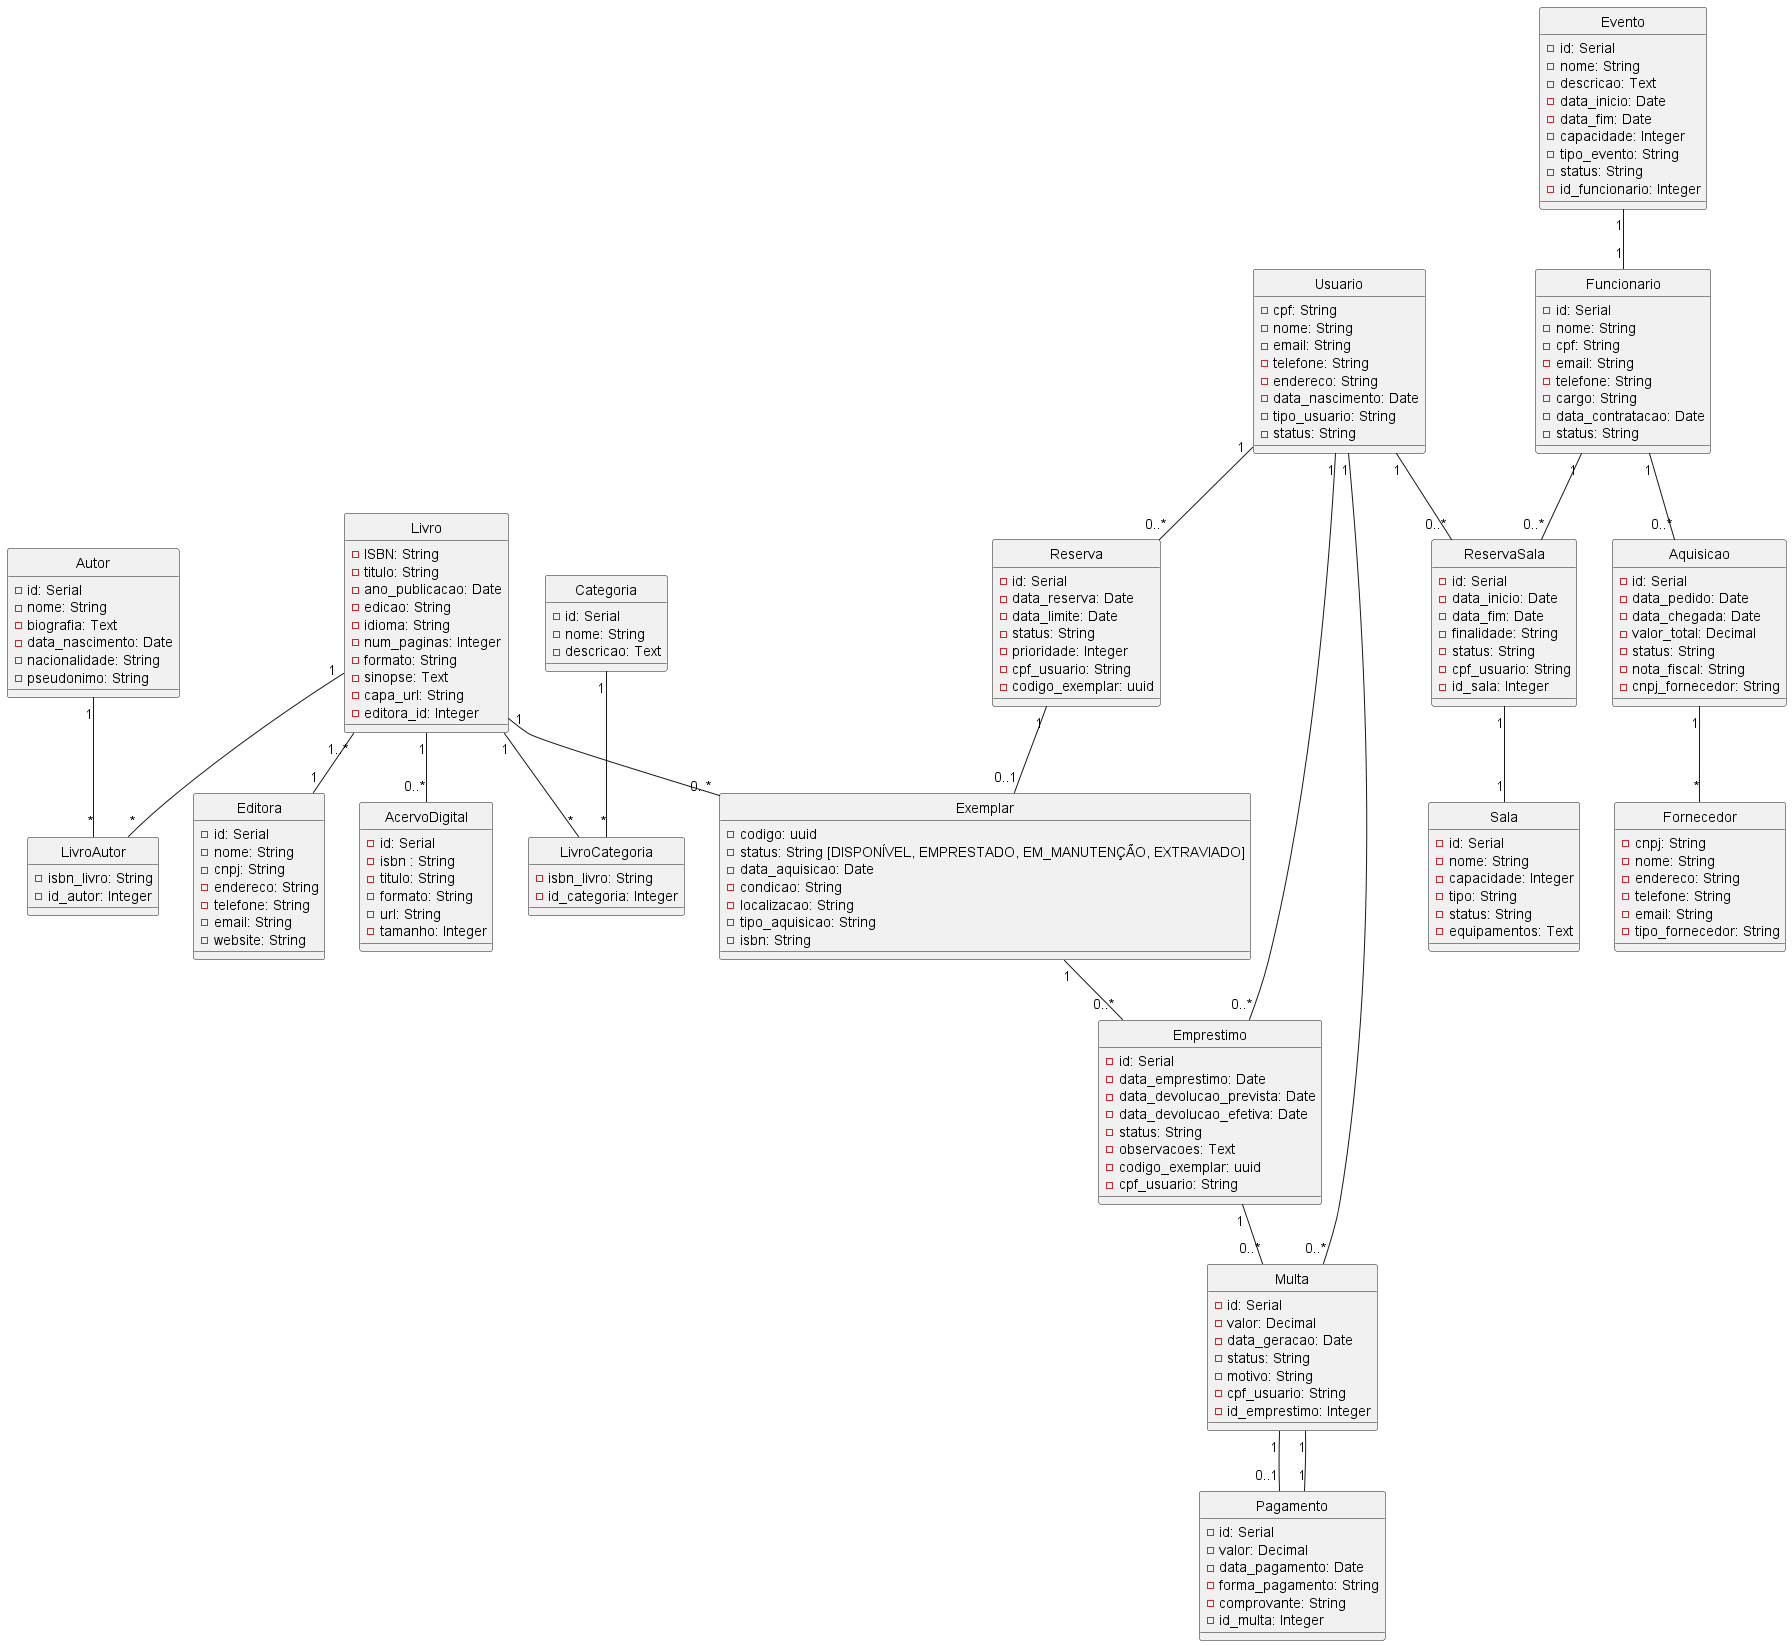 Evento
id: Serial
nome: String
descricao: Text
data_inicio: Date
data_fim: Date
capacidade: Integer
tipo_evento: String
status: String
id_funcionario: Integer
1
1
Usuario
cpf: String
nome: String
email: String
telefone: String
endereco: String
data_nascimento: Date
tipo_usuario: String
status: String
1
1
1
1
Funcionario
id: Serial
nome: String
cpf: String
email: String
telefone: String
cargo: String
data_contratacao: Date
status: String
1
1
0..*
0..*
0..*
0..*
Autor
id: Serial
nome: String
biografia: Text
data_nascimento: Date
nacionalidade: String
pseudonimo: String
1
*
Livro
ISBN: String
titulo: String
ano_publicacao: Date
edicao: String
idioma: String
num_paginas: Integer
formato: String
sinopse: Text
capa_url: String
editora_id: Integer
1
*
1..*
1
1
0..*
1
*
1
0..*
Categoria
id: Serial
nome: String
descricao: Text
1
*
Reserva
id: Serial
data_reserva: Date
data_limite: Date
status: String
prioridade: Integer
cpf_usuario: String
codigo_exemplar: uuid
1
0..1
ReservaSala
id: Serial
data_inicio: Date
data_fim: Date
finalidade: String
status: String
cpf_usuario: String
id_sala: Integer
1
1
Aquisicao
id: Serial
data_pedido: Date
data_chegada: Date
valor_total: Decimal
status: String
nota_fiscal: String
cnpj_fornecedor: String
1
*
LivroAutor
isbn_livro: String
id_autor: Integer
Editora
id: Serial
nome: String
cnpj: String
endereco: String
telefone: String
email: String
website: String
AcervoDigital
id: Serial
isbn : String
titulo: String
formato: String
url: String
tamanho: Integer
LivroCategoria
isbn_livro: String
id_categoria: Integer
Exemplar
codigo: uuid
status: String [DISPONÍVEL, EMPRESTADO, EM_MANUTENÇÃO, EXTRAVIADO]
data_aquisicao: Date
condicao: String
localizacao: String
tipo_aquisicao: String
isbn: String
1
0..*
0..*
Sala
id: Serial
nome: String
capacidade: Integer
tipo: String
status: String
equipamentos: Text
Fornecedor
cnpj: String
nome: String
endereco: String
telefone: String
email: String
tipo_fornecedor: String
Emprestimo
id: Serial
data_emprestimo: Date
data_devolucao_prevista: Date
data_devolucao_efetiva: Date
status: String
observacoes: Text
codigo_exemplar: uuid
cpf_usuario: String
1
0..*
0..*
Multa
id: Serial
valor: Decimal
data_geracao: Date
status: String
motivo: String
cpf_usuario: String
id_emprestimo: Integer
1
1
0..1
1
Pagamento
id: Serial
valor: Decimal
data_pagamento: Date
forma_pagamento: String
comprovante: String
id_multa: Integer